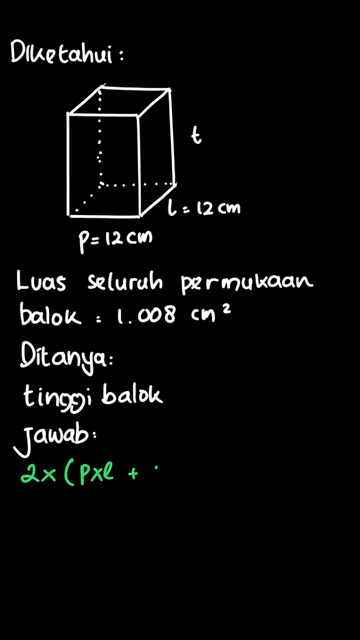 Diketahui:
t
l = 12 cm
p = 12 cm
Luas seluruh permukaan
balok = 1.008 cm²
Ditanya:
tinggi balok
Jawab:
2x (pxl +